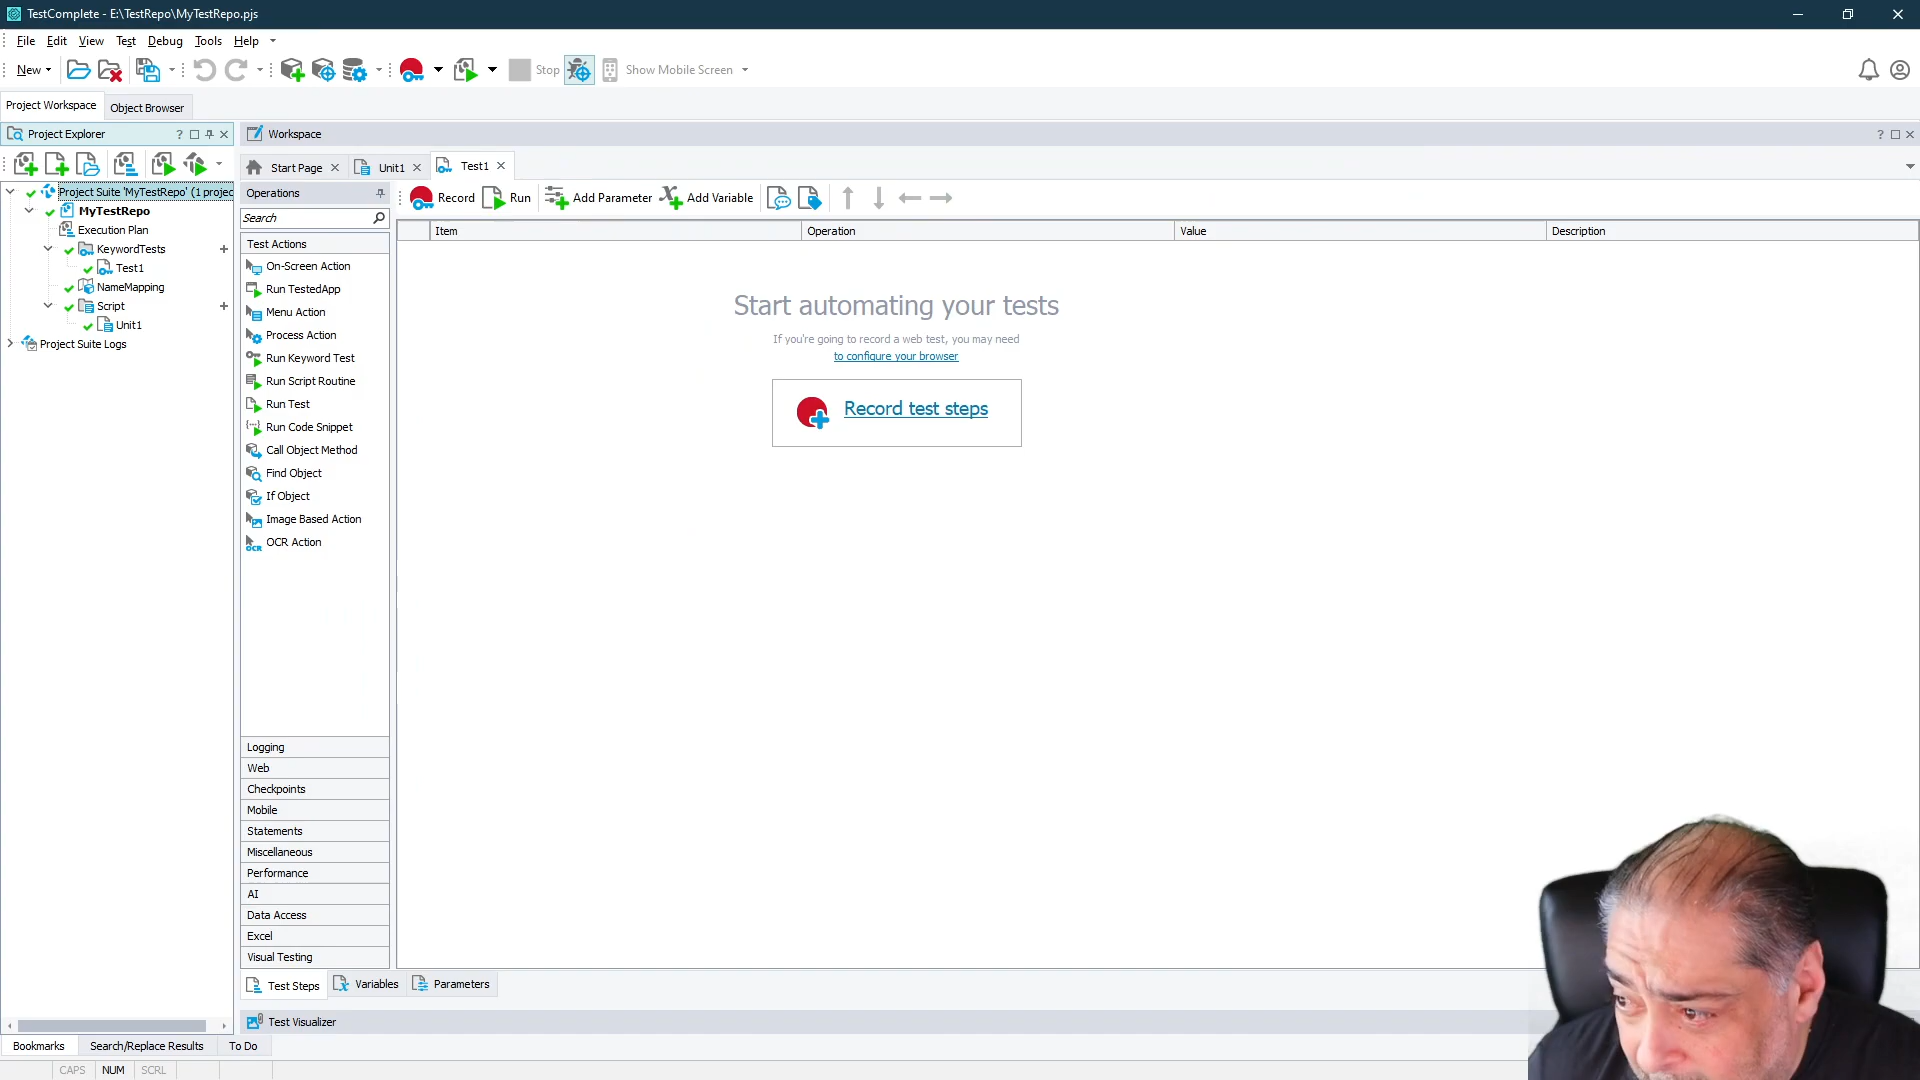 TestComplete - E:\TestRepo\MyTestRepo.pjs
File Edit View Test Debug Tools Help
New Stop Show Mobile Screen
Project Workspace Object Browser
Project Explorer ?
Workspace ?
Start Page Unit1 Test1
Project Suite 'MyTestRepo' (1 projec
MyTestRepo
Execution Plan
KeywordTests +
Test1
NameMapping
Script +
Unit1
Project Suite Logs
Operations
Search
Test Actions
On-Screen Action
Run TestedApp
Menu Action
Process Action
Run Keyword Test
Run Script Routine
Run Test
Run Code Snippet
Call Object Method
Find Object
If Object
Image Based Action
OCR Action
Logging
Web
Checkpoints
Mobile
Statements
Miscellaneous
Performance
AI
Data Access
Excel
Visual Testing
Record Run Add Parameter Add Variable
Item Operation Value Description
Start automating your tests
If you're going to record a web test, you may need
to configure your browser
Record test steps
Test Steps Variables Parameters
Test Visualizer
Bookmarks Search/Replace Results To Do
CAPS NUM SCRL